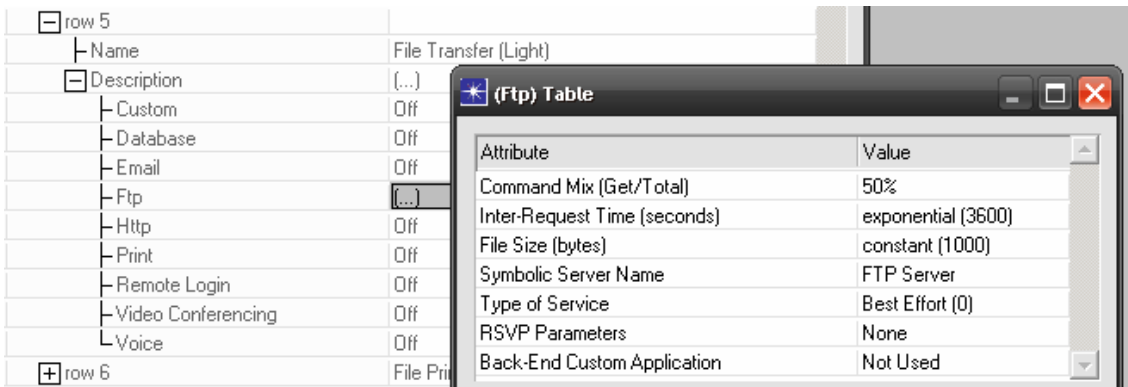 row 5
Name File Transfer (Light)
Description (...)
Custom Off
Database Off
Email Off
Ftp (...)
Http Off
Print Off
Remote Login Off
Video Conferencing Off
Voice Off
row 6 File Pri
(Ftp) Table
Attribute Value
Command Mix (Get/Total) 50%
Inter-Request Time (seconds) exponential (3600)
File Size (bytes) constant (1000)
Symbolic Server Name FTP Server
Type of Service Best Effort (0)
RSVP Parameters None
Back-End Custom Application Not Used